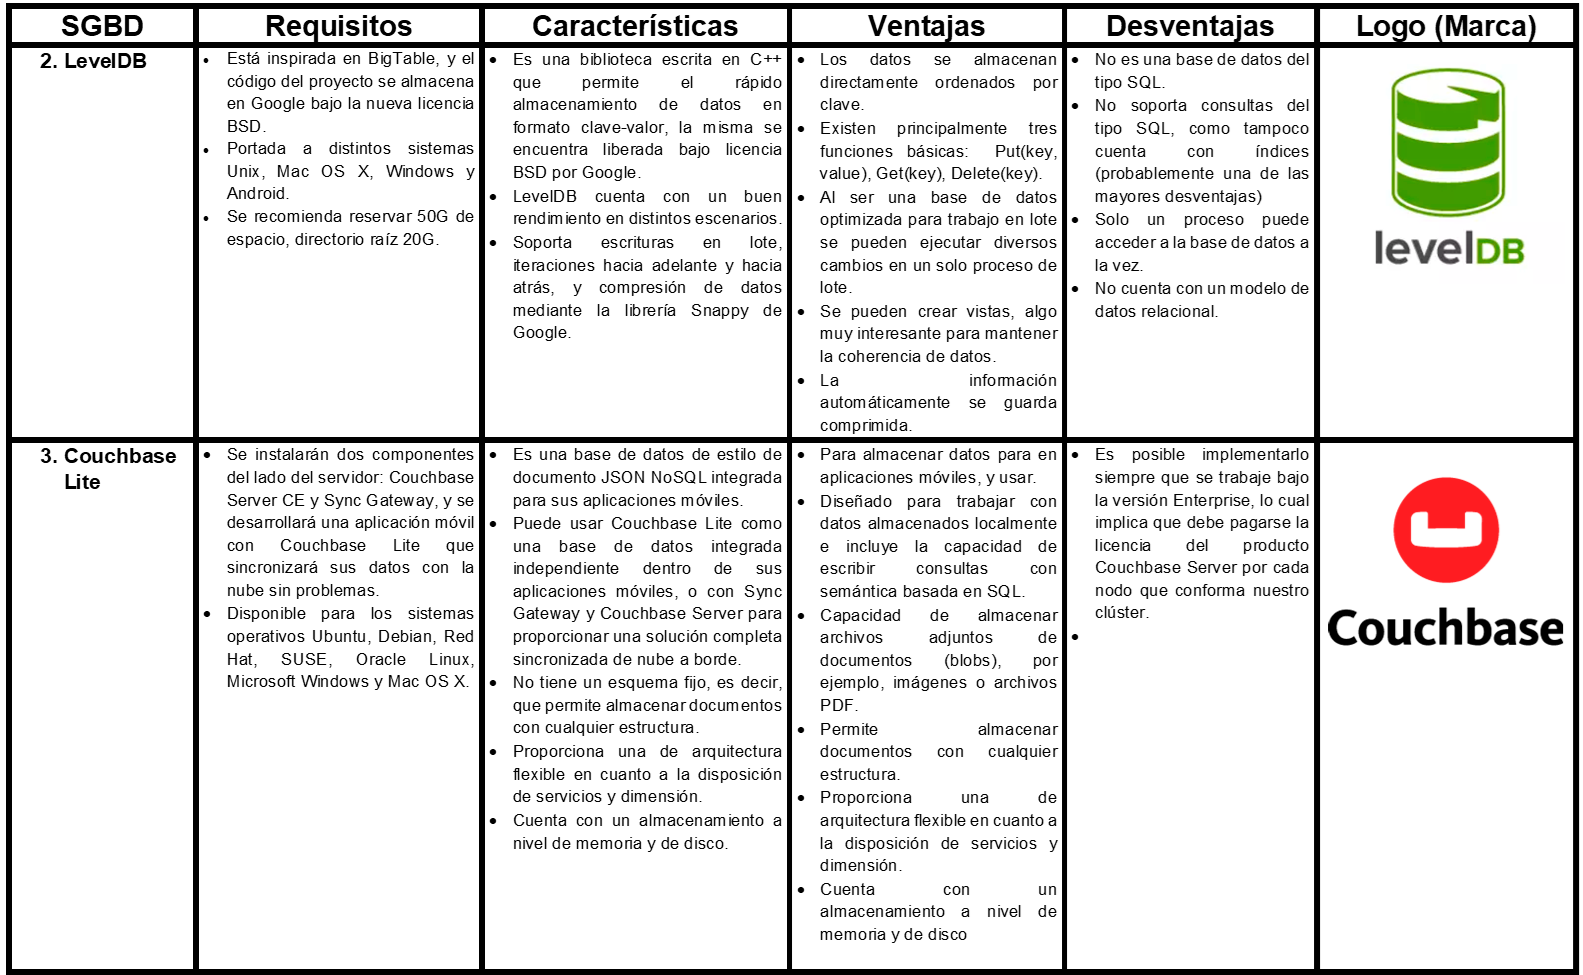 SGBD
Requisitos
Características
Ventajas
Desventajas
Logo (Marca)
2. LevelDB
• Está inspirada en BigTable, y el
código del proyecto se almacena
en Google bajo la nueva licencia
BSD.
• Portada a distintos sistemas
Unix, Mac OS X, Windows y
Android.
• Se recomienda reservar 50G de
espacio, directorio raíz 20G.
• Es una biblioteca escrita en C++
que permite el rápido
almacenamiento de datos en
formato clave-valor, la misma se
encuentra liberada bajo licencia
BSD por Google.
• LevelDB cuenta con un buen
rendimiento en distintos escenarios.
• Soporta escrituras en lote,
iteraciones hacia adelante y hacia
atrás, y compresión de datos
mediante la librería Snappy de
Google.
• Los datos se almacenan
directamente ordenados por
clave.
• Existen principalmente tres
funciones básicas: Put(key,
value), Get(key), Delete(key).
• Al ser una base de datos
optimizada para trabajo en lote
se pueden ejecutar diversos
cambios en un solo proceso de
lote.
• Se pueden crear vistas, algo
muy interesante para mantener
la coherencia de datos.
• La información
automáticamente se guarda
comprimida.
• No es una base de datos del
tipo SQL.
• No soporta consultas del
tipo SQL, como tampoco
cuenta con índices
(probablemente una de las
mayores desventajas)
• Solo un proceso puede
acceder a la base de datos a
la vez.
• No cuenta con un modelo de
datos relacional.
levelDB
3. Couchbase
Lite
• Se instalarán dos componentes
del lado del servidor: Couchbase
Server CE y Sync Gateway, y se
desarrollará una aplicación móvil
con Couchbase Lite que
sincronizará sus datos con la
nube sin problemas.
• Disponible para los sistemas
operativos Ubuntu, Debian, Red
Hat, SUSE, Oracle Linux,
Microsoft Windows y Mac OS X.
• Es una base de datos de estilo de
documento JSON NoSQL integrada
para sus aplicaciones móviles.
• Puede usar Couchbase Lite como
una base de datos integrada
independiente dentro de sus
aplicaciones móviles, o con Sync
Gateway y Couchbase Server para
proporcionar una solución completa
sincronizada de nube a borde.
• No tiene un esquema fijo, es decir,
que permite almacenar documentos
con cualquier estructura.
• Proporciona una de arquitectura
flexible en cuanto a la disposición
de servicios y dimensión.
• Cuenta con un almacenamiento a
nivel de memoria y de disco.
• Para almacenar datos para en
aplicaciones móviles, y usar.
• Diseñado para trabajar con
datos almacenados localmente
e incluye la capacidad de
escribir consultas con
semántica basada en SQL.
• Capacidad de almacenar
archivos adjuntos de
documentos (blobs), por
ejemplo, imágenes o archivos
PDF.
• Permite almacenar
documentos con cualquier
estructura.
• Proporciona una de
arquitectura flexible en cuanto a
la disposición de servicios y
dimensión.
• Cuenta con un
almacenamiento a nivel de
memoria y de disco
• Es posible implementarlo
siempre que se trabaje bajo
la versión Enterprise, lo cual
implica que debe pagarse la
licencia del producto
Couchbase Server por cada
nodo que conforma nuestro
clúster.
•
Couchbase